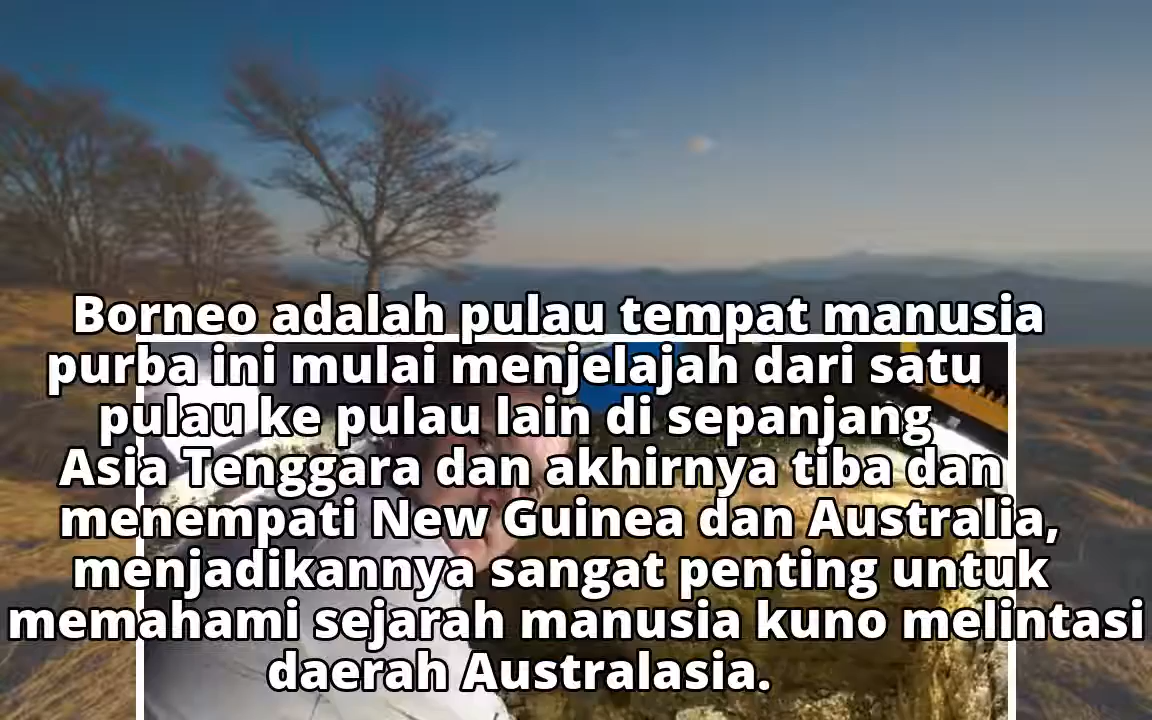 Borneo adalah pulau tempat manusia
purba ini mulai menjelajah dari satu
pulau ke pulau lain di sepanjang
Asia Tenggara dan akhirnya tiba dan
menempati New Guinea dan Australia,
menjadikannya sangat penting untuk
memahami sejarah manusia kuno melintasi
daerah Australasia.